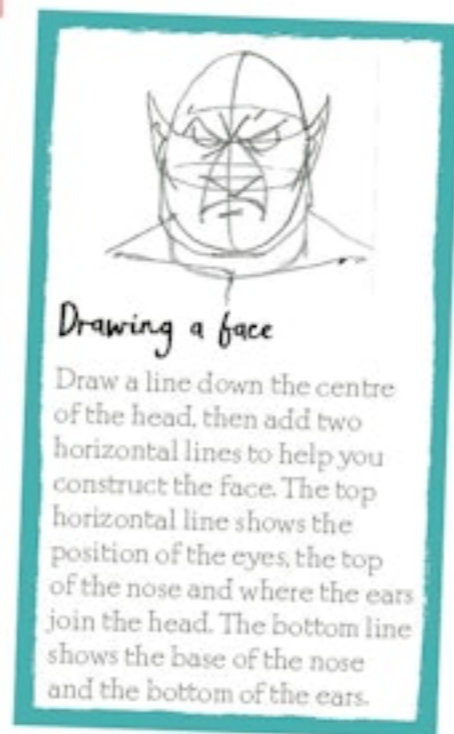 Drawing a face
Draw a line down the centre
of the head, then add two
horizontal lines to help you
construct the face. The top
horizontal line shows the
position of the eyes, the top
of the nose and where the ears
join the head. The bottom line
shows the base of the nose
and the bottom of the ears.